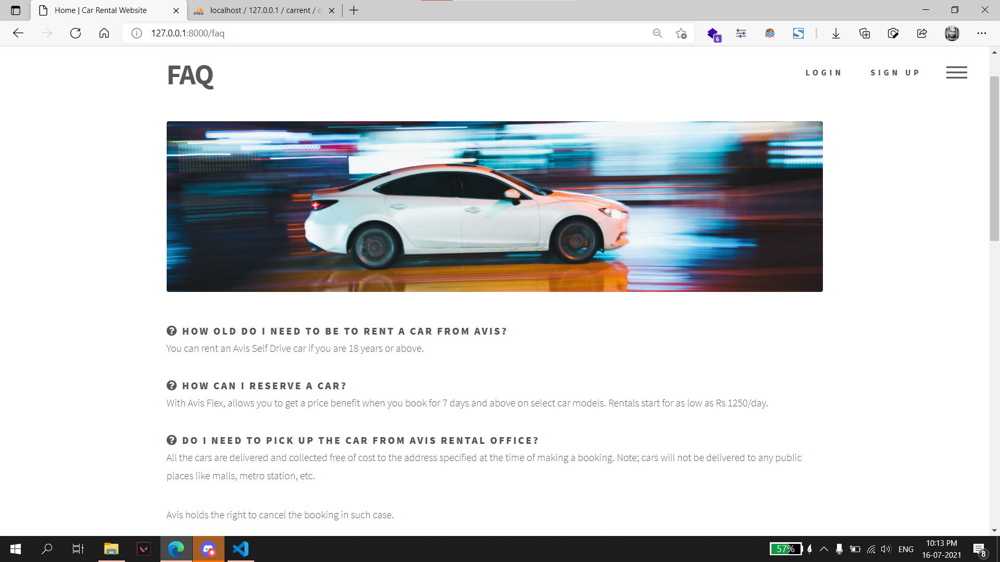 Home | Car Rental Website
PMA
localhost / 127.0.0.1 / carrent / ca
127.0.0.1:8000/faq
6
FAQ
LOGIN
SIGN UP
HOW OLD DO I NEED TO BE TO RENT A CAR FROM AVIS?
You can rent an Avis Self Drive car if you are 18 years or above.
HOW CAN I RESERVE A CAR?
With Avis Flex, allows you to get a price benefit when you book for 7 days and above on select car models. Rentals start for as low as Rs 1250/day.
DO I NEED TO PICK UP THE CAR FROM AVIS RENTAL OFFICE?
All the cars are delivered and collected free of cost to the address specified at the time of making a booking. Note; cars will not be delivered to any public
places like malls, metro station, etc.
Avis holds the right to cancel the booking in such case.
57%
ENG
10:13 PM
16-07-2021
8